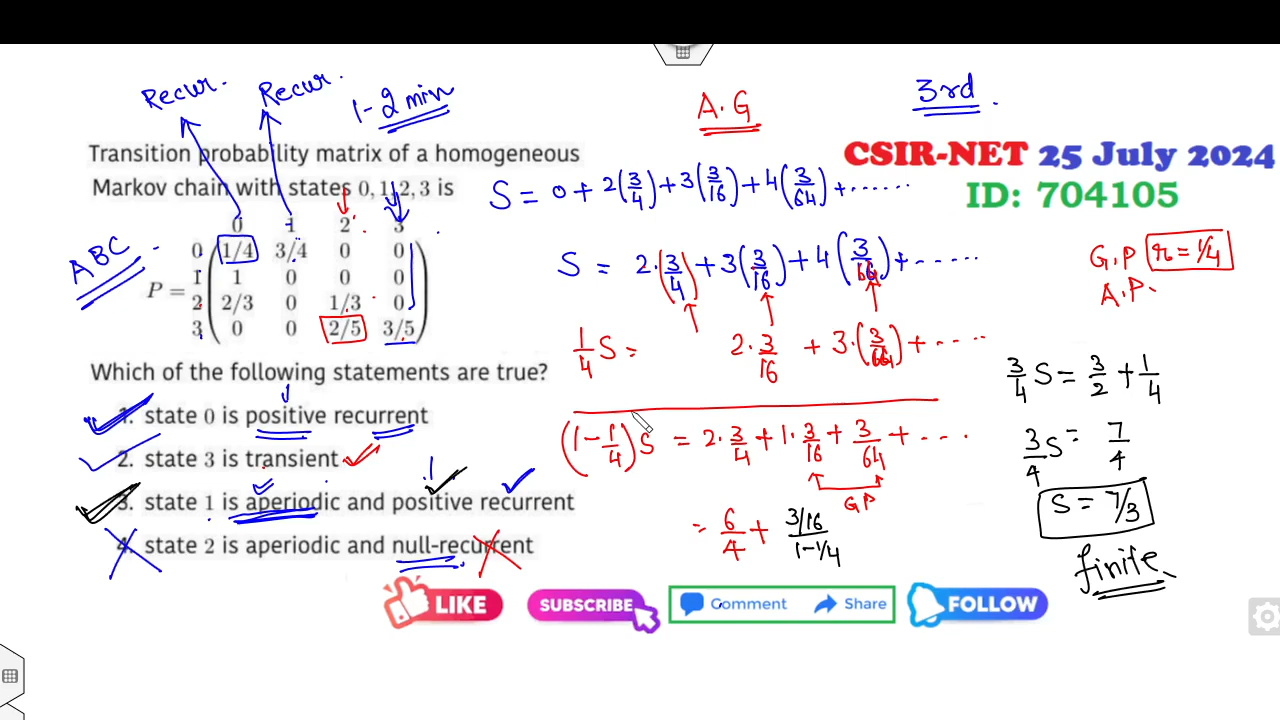 Recur. Recur. 1-2 min
A.G
3rd.
CSIR-NET 25 July 2024
ID: 704105
Transition probability matrix of a homogeneous
Markov chain with states 0, 1, 2, 3 is
ABC
0 1 2 3
0 1/4 3/4 0 0
1 1 0 0 0
P = 2 2/3 0 1/3 0
3 0 0 2/5 3/5
Which of the following statements are true?
1. state 0 is positive recurrent
2. state 3 is transient
3. state 1 is aperiodic and positive recurrent
4. state 2 is aperiodic and null-recurrent
S = 0 + 2(3/4) + 3(3/16) + 4(3/64) + ......
S = 2.(3/4) + 3(3/16) + 4(3/64) + .....
1/4 S = 2.3/16 + 3.(3/64) + ....
(1-1/4)S = 2.3/4 + 1.3/16 + 3/64 + ...
GP
= 6/4 + 3/16 / 1-1/4
G.P r = 1/4
A.P.
3/4 S = 3/2 + 1/4
3/4 S = 7/4
S = 7/3
finite
LIKE SUBSCRIBE Comment Share FOLLOW